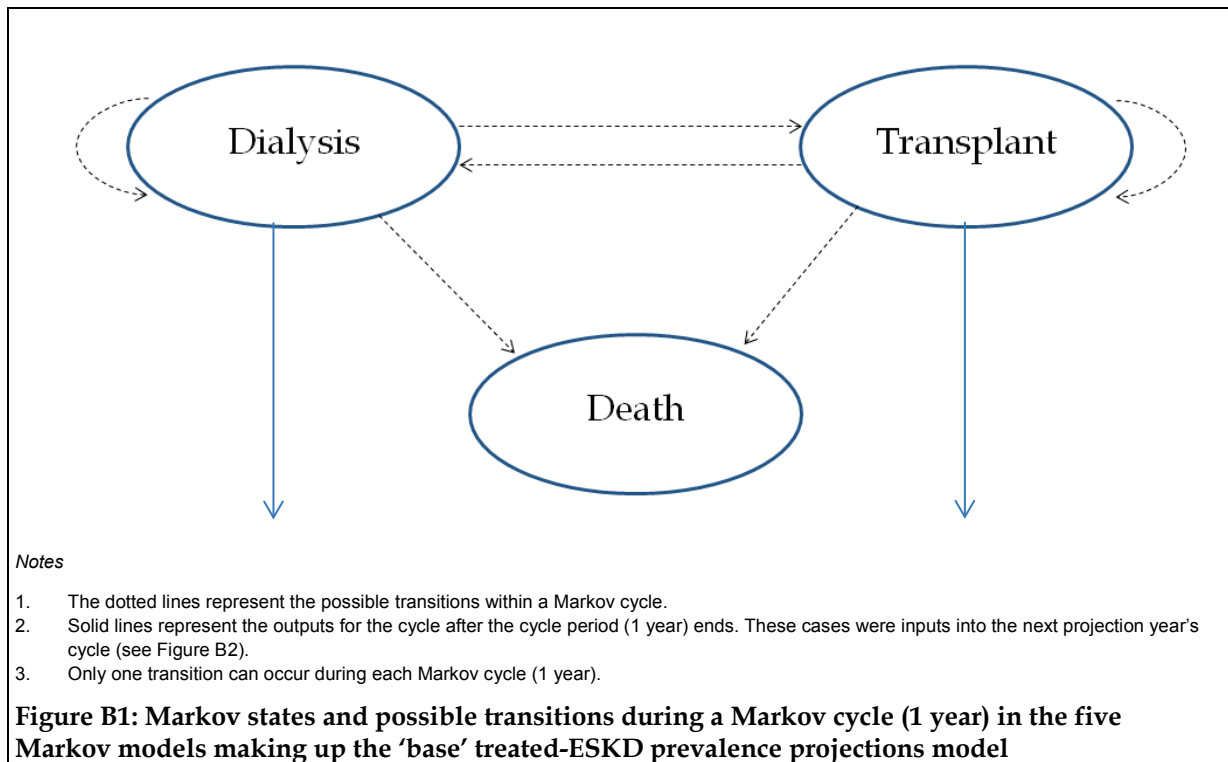 Dialysis
Transplant
Death
Notes
1. The dotted lines represent the possible transitions within a Markov cycle.
2. Solid lines represent the outputs for the cycle after the cycle period (1 year) ends. These cases were inputs into the next projection year’s
cycle (see Figure B2).
3. Only one transition can occur during each Markov cycle (1 year).
Figure B1: Markov states and possible transitions during a Markov cycle (1 year) in the five
Markov models making up the ‘base’ treated-ESKD prevalence projections model